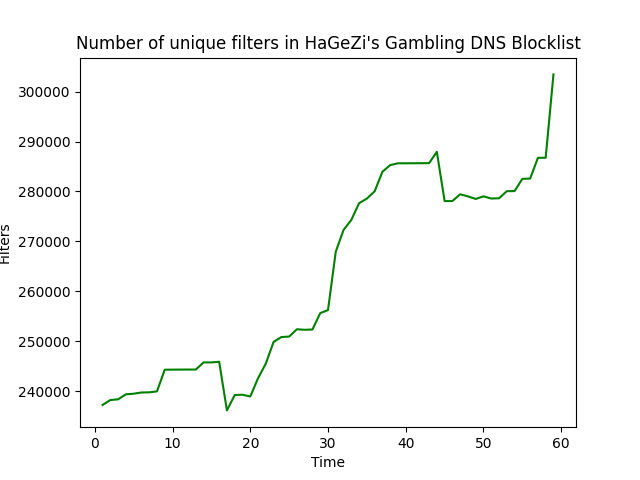 Number of unique filters in HaGeZi's Gambling DNS Blocklist
300000
290000
280000
270000
260000
250000
240000
Filters
0 10 20 30 40 50 60
Time